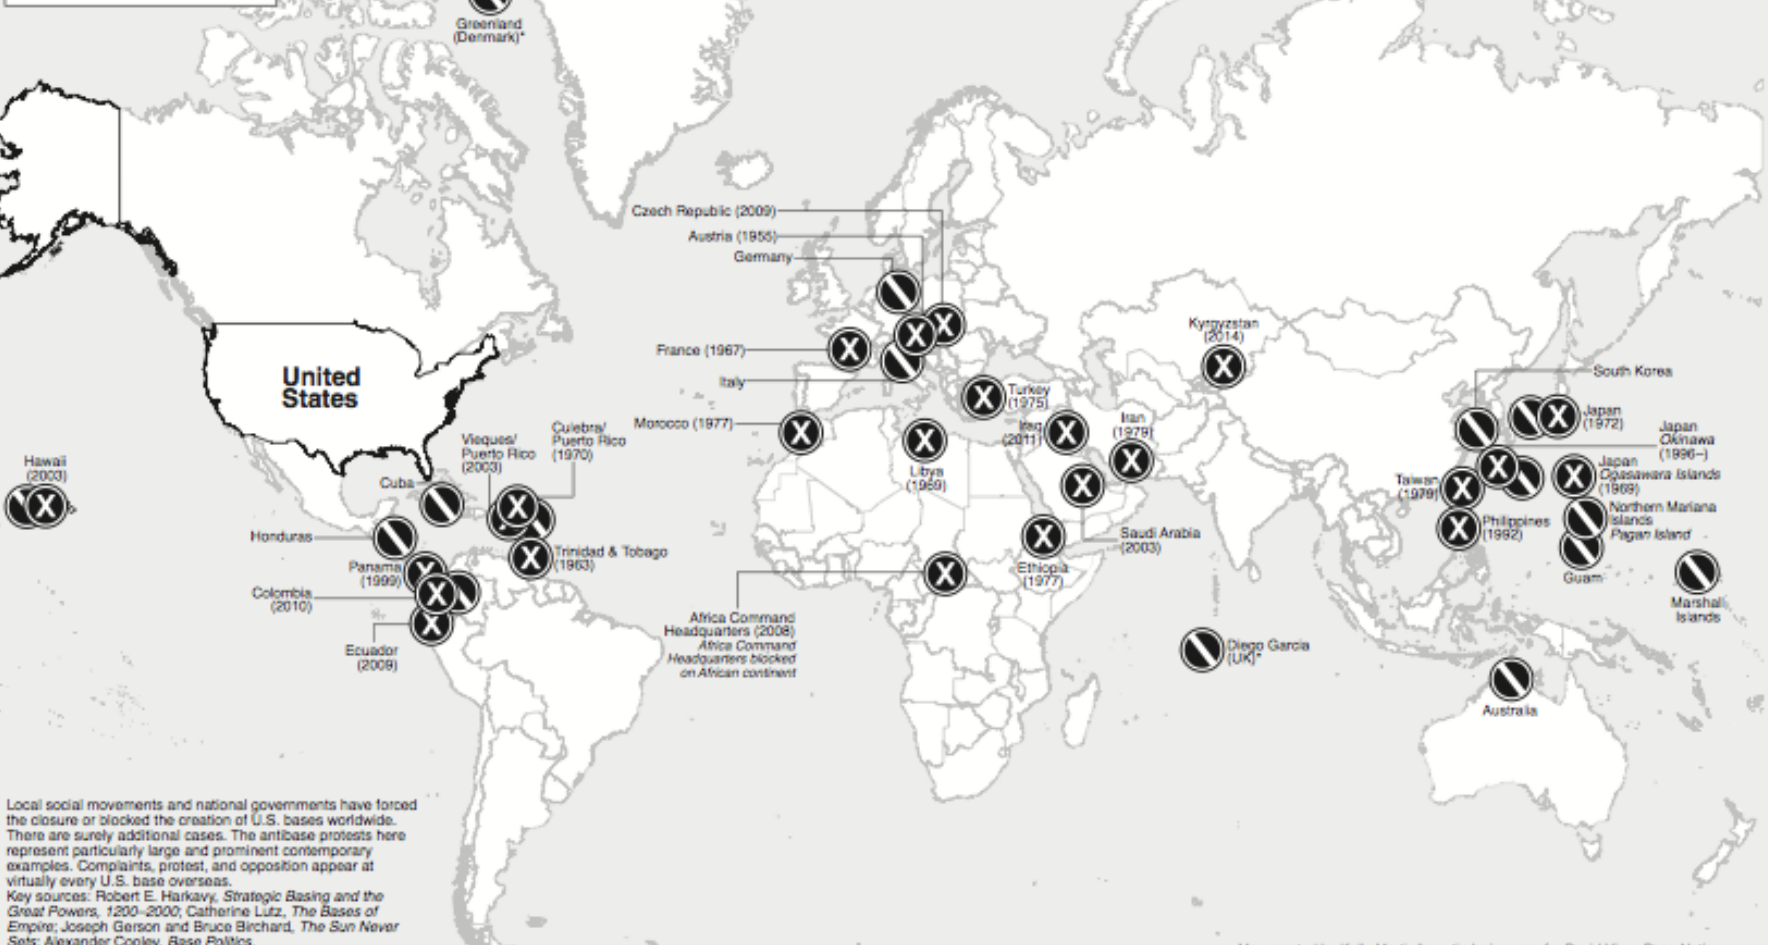 Greenland
(Denmark)*
Czech Republic (2009)
Austria (1955)
Germany
France (1967)
Italy
Morocco (1977)
Kyrgyzstan
(2014)
Turkey
(1975)
Iraq
(2011)
Iran
(1979)
Libya
(1969)
Saudi Arabia
(2003)
Ethiopia
(1977)
Africa Command
Headquarters (2008)
Africa Command
Headquarters blocked
on African continent
United
States
Hawaii
(2003)
Vieques/
Puerto Rico
(2003)
Culebra/
Puerto Rico
(1970)
Cuba
Honduras
Trinidad & Tobago
(1963)
Panama
(1999)
Colombia
(2010)
Ecuador
(2009)
South Korea
Japan
(1972)
Japan
Okinawa
(1996–)
Japan
Ogasawara Islands
(1969)
Taiwan
(1979)
Philippines
(1992)
Northern Mariana
Islands
Pagan Island
Guam
Marshall
Islands
Diego Garcia
(UK)*
Australia
Local social movements and national governments have forced
the closure or blocked the creation of U.S. bases worldwide.
There are surely additional cases. The antibase protests here
represent particularly large and prominent contemporary
examples. Complaints, protest, and opposition appear at
virtually every U.S. base overseas.
Key sources: Robert E. Harkavy, Strategic Basing and the
Great Powers, 1200–2000; Catherine Lutz, The Bases of
Empire; Joseph Gerson and Bruce Birchard, The Sun Never
Sets; Alexander Cooley, Base Politics.